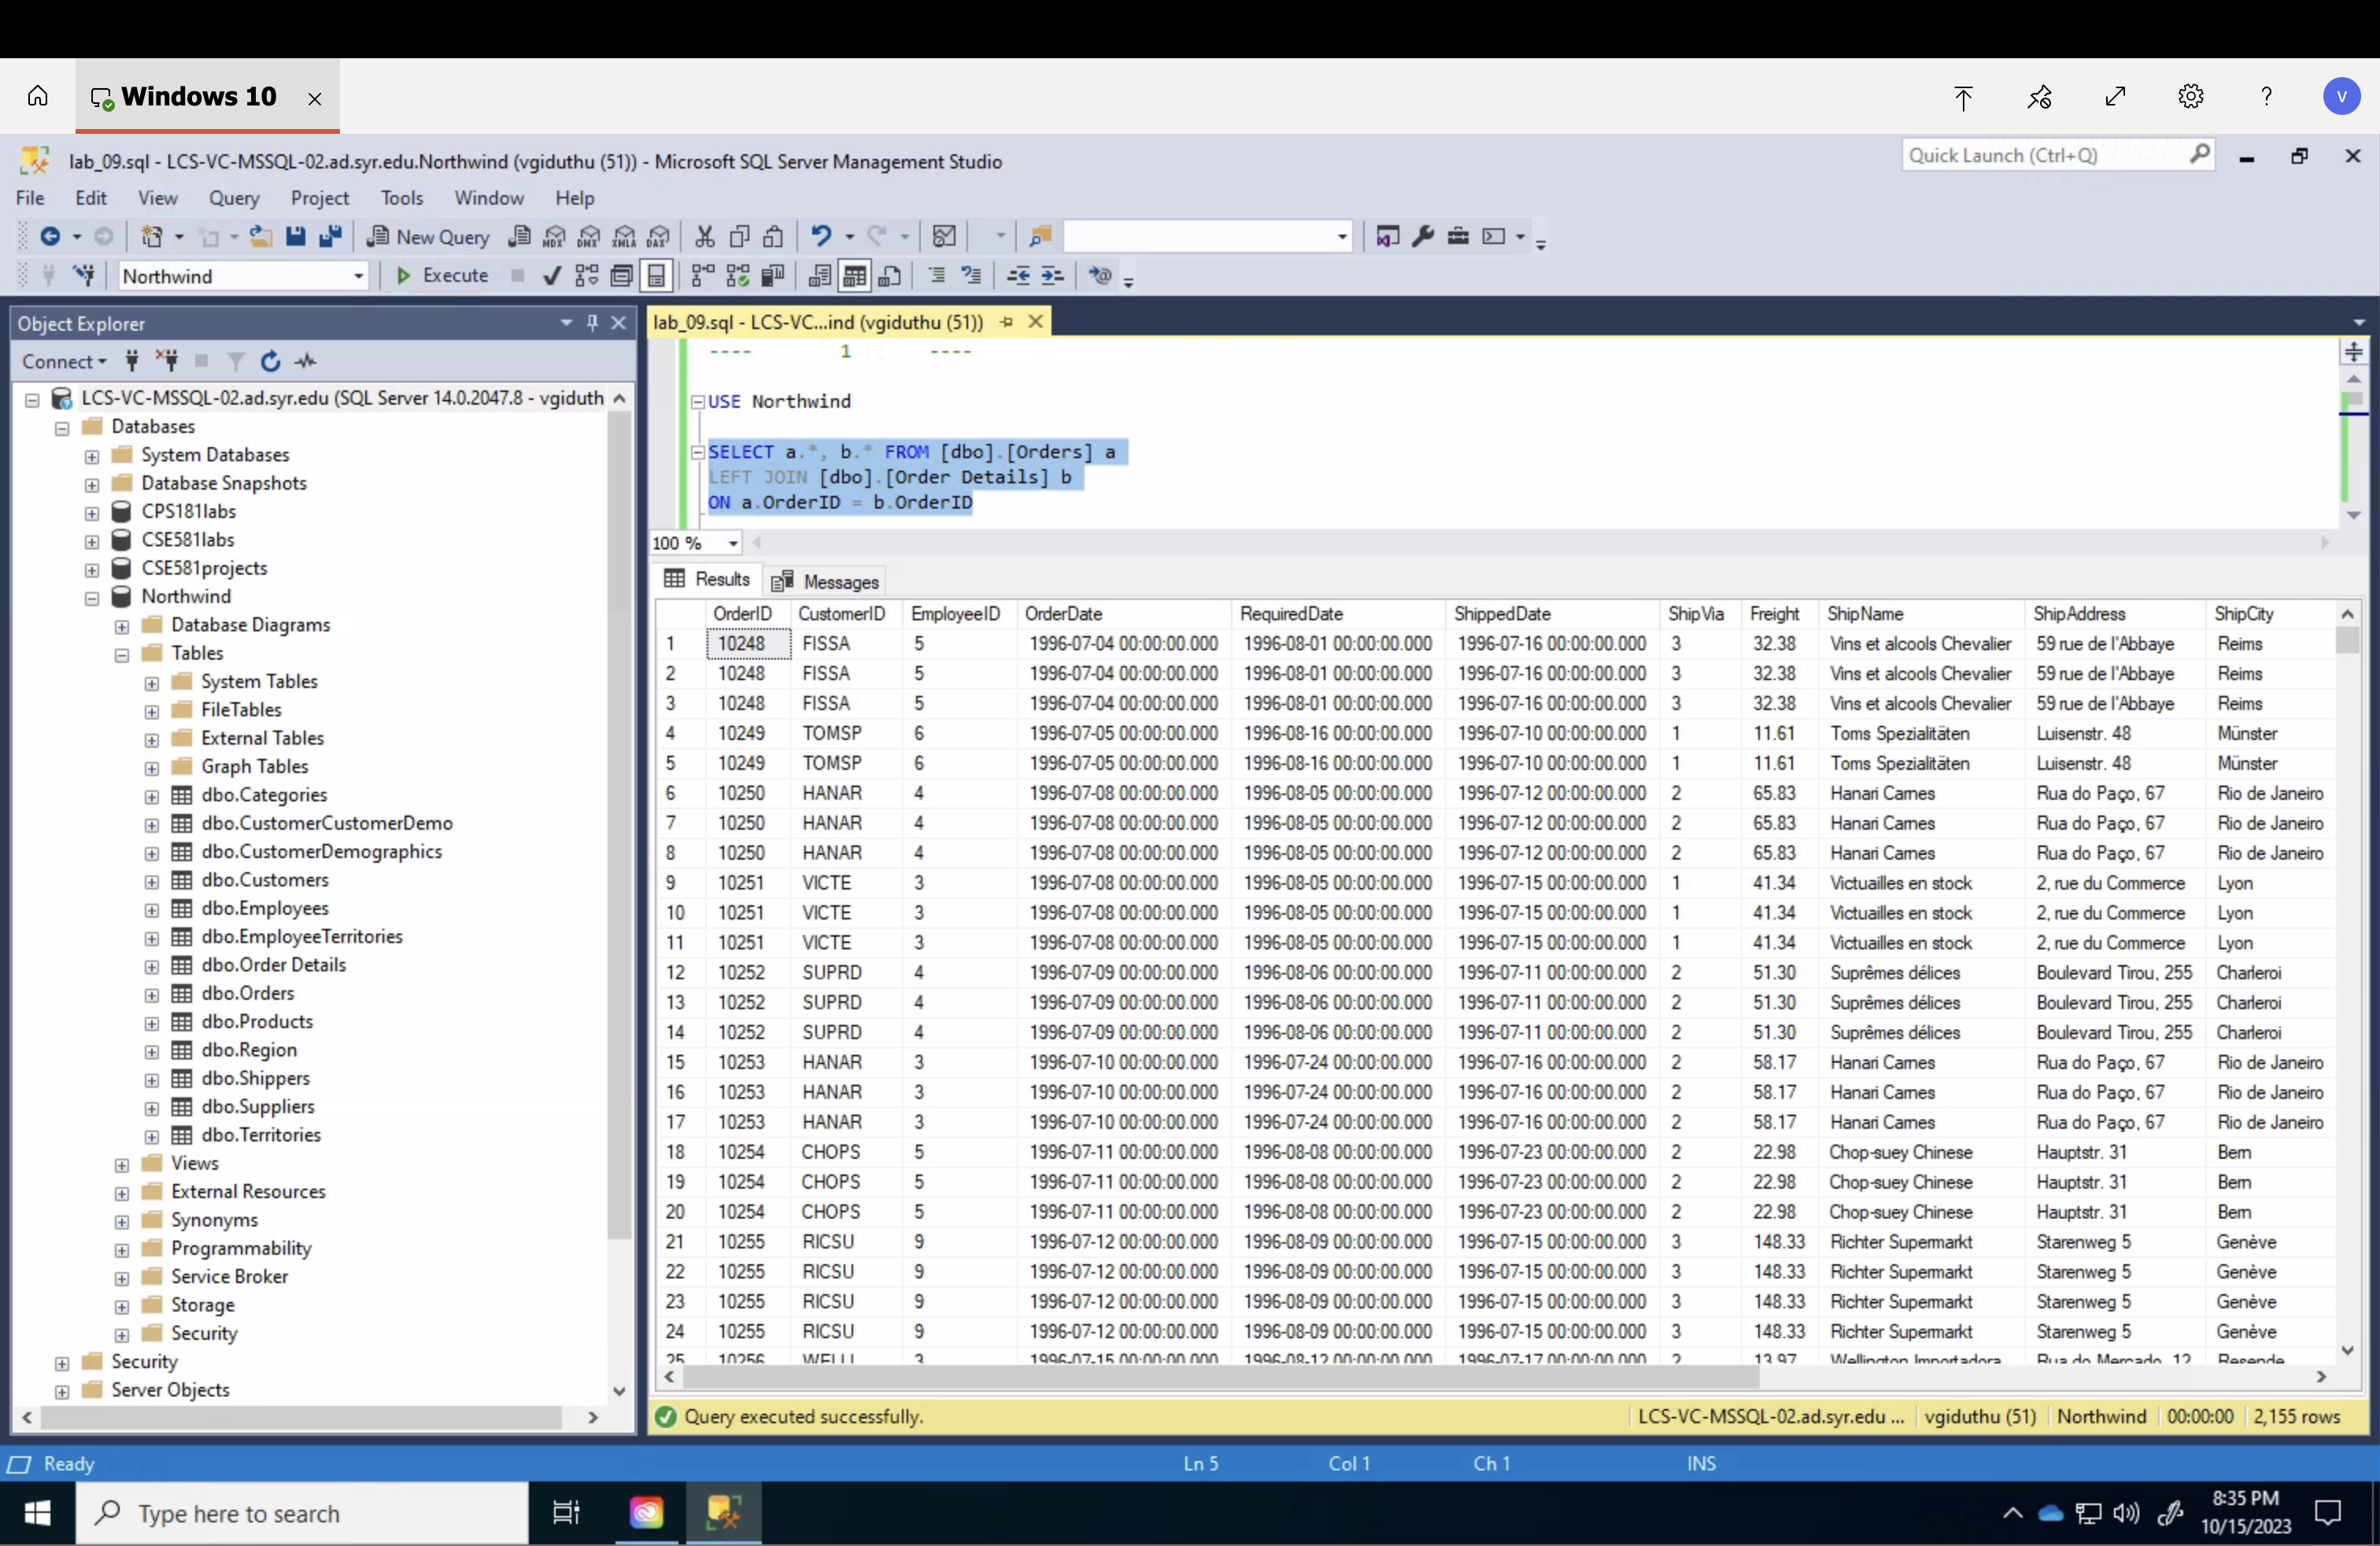 Windows 10
V
lab_09.sql - LCS-VC-MSSQL-02.ad.syr.edu.Northwind (vgiduthu (51)) - Microsoft SQL Server Management Studio
Quick Launch (Ctrl+Q)
File Edit View Query Project Tools Window Help
New Query MDX DMX XMLA DAX
Northwind Execute
Object Explorer
Connect
LCS-VC-MSSQL-02.ad.syr.edu (SQL Server 14.0.2047.8 - vgiduth
Databases
System Databases
Database Snapshots
CPS181labs
CSE581labs
CSE581projects
Northwind
Database Diagrams
Tables
System Tables
FileTables
External Tables
Graph Tables
dbo.Categories
dbo.CustomerCustomerDemo
dbo.CustomerDemographics
dbo.Customers
dbo.Employees
dbo.EmployeeTerritories
dbo.Order Details
dbo.Orders
dbo.Products
dbo.Region
dbo.Shippers
dbo.Suppliers
dbo.Territories
Views
External Resources
Synonyms
Programmability
Service Broker
Storage
Security
Security
Server Objects
lab_09.sql - LCS-VC...ind (vgiduthu (51))
---- 1 ----
USE Northwind
SELECT a.*, b.* FROM [dbo].[Orders] a
LEFT JOIN [dbo].[Order Details] b
ON a.OrderID = b.OrderID
100 %
Results Messages
OrderID CustomerID EmployeeID OrderDate RequiredDate ShippedDate ShipVia Freight ShipName ShipAddress ShipCity
1 10248 FISSA 5 1996-07-04 00:00:00.000 1996-08-01 00:00:00.000 1996-07-16 00:00:00.000 3 32.38 Vins et alcools Chevalier 59 rue de l'Abbaye Reims
2 10248 FISSA 5 1996-07-04 00:00:00.000 1996-08-01 00:00:00.000 1996-07-16 00:00:00.000 3 32.38 Vins et alcools Chevalier 59 rue de l'Abbaye Reims
3 10248 FISSA 5 1996-07-04 00:00:00.000 1996-08-01 00:00:00.000 1996-07-16 00:00:00.000 3 32.38 Vins et alcools Chevalier 59 rue de l'Abbaye Reims
4 10249 TOMSP 6 1996-07-05 00:00:00.000 1996-08-16 00:00:00.000 1996-07-10 00:00:00.000 1 11.61 Toms Spezialitäten Luisenstr. 48 Münster
5 10249 TOMSP 6 1996-07-05 00:00:00.000 1996-08-16 00:00:00.000 1996-07-10 00:00:00.000 1 11.61 Toms Spezialitäten Luisenstr. 48 Münster
6 10250 HANAR 4 1996-07-08 00:00:00.000 1996-08-05 00:00:00.000 1996-07-12 00:00:00.000 2 65.83 Hanari Carnes Rua do Paço, 67 Rio de Janeiro
7 10250 HANAR 4 1996-07-08 00:00:00.000 1996-08-05 00:00:00.000 1996-07-12 00:00:00.000 2 65.83 Hanari Carnes Rua do Paço, 67 Rio de Janeiro
8 10250 HANAR 4 1996-07-08 00:00:00.000 1996-08-05 00:00:00.000 1996-07-12 00:00:00.000 2 65.83 Hanari Carnes Rua do Paço, 67 Rio de Janeiro
9 10251 VICTE 3 1996-07-08 00:00:00.000 1996-08-05 00:00:00.000 1996-07-15 00:00:00.000 1 41.34 Victuailles en stock 2, rue du Commerce Lyon
10 10251 VICTE 3 1996-07-08 00:00:00.000 1996-08-05 00:00:00.000 1996-07-15 00:00:00.000 1 41.34 Victuailles en stock 2, rue du Commerce Lyon
11 10251 VICTE 3 1996-07-08 00:00:00.000 1996-08-05 00:00:00.000 1996-07-15 00:00:00.000 1 41.34 Victuailles en stock 2, rue du Commerce Lyon
12 10252 SUPRD 4 1996-07-09 00:00:00.000 1996-08-06 00:00:00.000 1996-07-11 00:00:00.000 2 51.30 Suprêmes délices Boulevard Tirou, 255 Charleroi
13 10252 SUPRD 4 1996-07-09 00:00:00.000 1996-08-06 00:00:00.000 1996-07-11 00:00:00.000 2 51.30 Suprêmes délices Boulevard Tirou, 255 Charleroi
14 10252 SUPRD 4 1996-07-09 00:00:00.000 1996-08-06 00:00:00.000 1996-07-11 00:00:00.000 2 51.30 Suprêmes délices Boulevard Tirou, 255 Charleroi
15 10253 HANAR 3 1996-07-10 00:00:00.000 1996-07-24 00:00:00.000 1996-07-16 00:00:00.000 2 58.17 Hanari Carnes Rua do Paço, 67 Rio de Janeiro
16 10253 HANAR 3 1996-07-10 00:00:00.000 1996-07-24 00:00:00.000 1996-07-16 00:00:00.000 2 58.17 Hanari Carnes Rua do Paço, 67 Rio de Janeiro
17 10253 HANAR 3 1996-07-10 00:00:00.000 1996-07-24 00:00:00.000 1996-07-16 00:00:00.000 2 58.17 Hanari Carnes Rua do Paço, 67 Rio de Janeiro
18 10254 CHOPS 5 1996-07-11 00:00:00.000 1996-08-08 00:00:00.000 1996-07-23 00:00:00.000 2 22.98 Chop-suey Chinese Hauptstr. 31 Bern
19 10254 CHOPS 5 1996-07-11 00:00:00.000 1996-08-08 00:00:00.000 1996-07-23 00:00:00.000 2 22.98 Chop-suey Chinese Hauptstr. 31 Bern
20 10254 CHOPS 5 1996-07-11 00:00:00.000 1996-08-08 00:00:00.000 1996-07-23 00:00:00.000 2 22.98 Chop-suey Chinese Hauptstr. 31 Bern
21 10255 RICSU 9 1996-07-12 00:00:00.000 1996-08-09 00:00:00.000 1996-07-15 00:00:00.000 3 148.33 Richter Supermarkt Starenweg 5 Genève
22 10255 RICSU 9 1996-07-12 00:00:00.000 1996-08-09 00:00:00.000 1996-07-15 00:00:00.000 3 148.33 Richter Supermarkt Starenweg 5 Genève
23 10255 RICSU 9 1996-07-12 00:00:00.000 1996-08-09 00:00:00.000 1996-07-15 00:00:00.000 3 148.33 Richter Supermarkt Starenweg 5 Genève
24 10255 RICSU 9 1996-07-12 00:00:00.000 1996-08-09 00:00:00.000 1996-07-15 00:00:00.000 3 148.33 Richter Supermarkt Starenweg 5 Genève
25 10256 WELLI 3 1996-07-15 00:00:00.000 1996-08-12 00:00:00.000 1996-07-17 00:00:00.000 2 13.97 Wellington Importadora Rua do Mercado, 12 Resende
Query executed successfully. LCS-VC-MSSQL-02.ad.syr.edu ... vgiduthu (51) Northwind 00:00:00 2,155 rows
Ready Ln 5 Col 1 Ch 1 INS
Type here to search
8:35 PM
10/15/2023